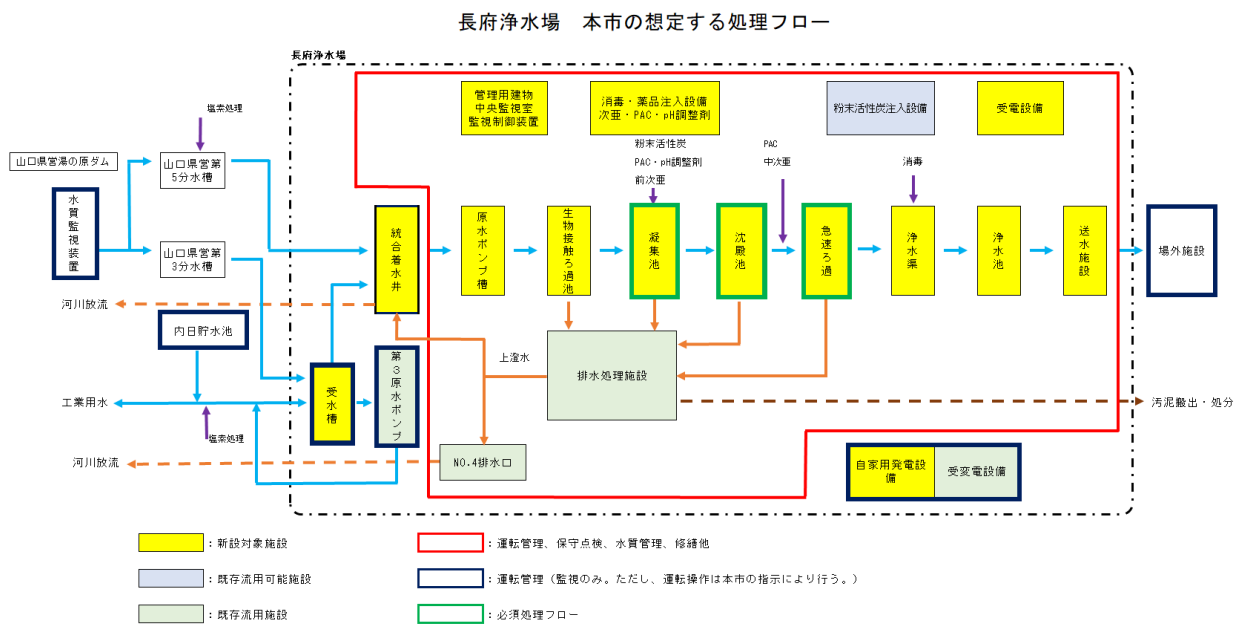 長府浄水場　本市の想定する処理フロー
長府浄水場
管理用建物
中央監視室
監視制御装置
消毒・薬品注入設備
次亜・PAC・pH調整剤
粉末活性炭注入設備
受電設備
塩素処理
粉末活性炭
PAC・pH調整剤
前次亜
PAC
中次亜
消毒
山口県営湯の原ダム
山口県営第
5分水槽
水質監視装置
山口県営第
3分水槽
統合着水井
原水ポンプ槽
生物接触ろ過池
凝集池
沈殿池
急速ろ過
浄水渠
浄水池
送水施設
場外施設
河川放流
内日貯水池
上澄水
排水処理施設
工業用水
塩素処理
受水槽
第3原水ポンプ
汚泥搬出・処分
河川放流
NO.4排水口
自家用発電設
備
受変電設備
：新設対象施設
：運転管理、保守点検、水質管理、修繕他
：既存流用可能施設
：運転管理（監視のみ。ただし、運転操作は本市の指示により行う。）
：既存流用施設
：必須処理フロー